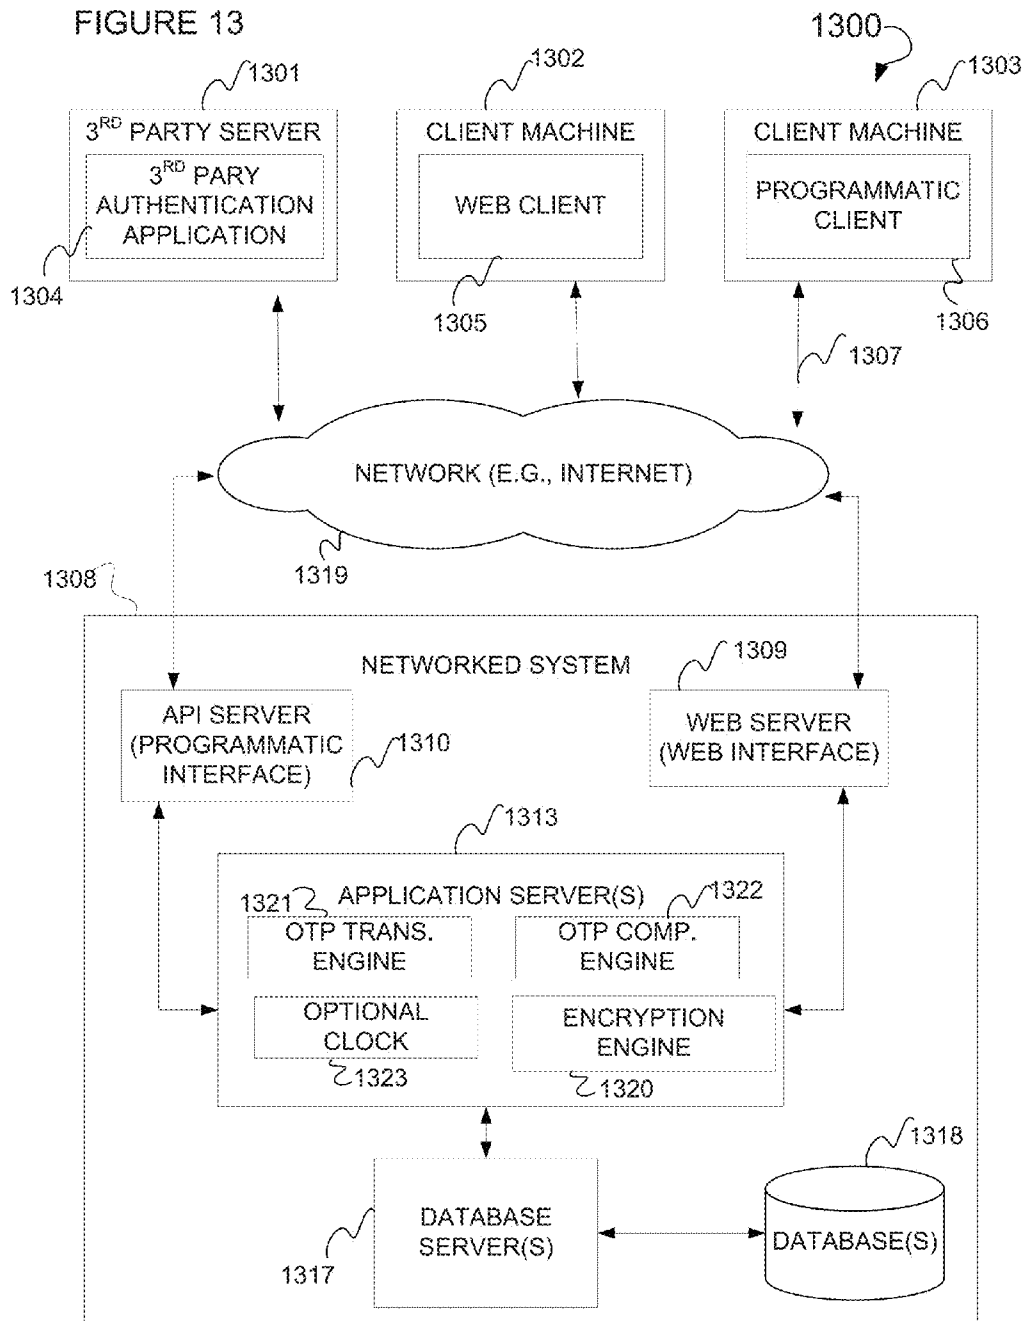 FIGURE 13
1300
1301
1302
1303
3RD PARTY SERVER
3RD PARY
AUTHENTICATION
APPLICATION
1304
CLIENT MACHINE
WEB CLIENT
1305
CLIENT MACHINE
PROGRAMMATIC
CLIENT
1306
1307
NETWORK (E.G., INTERNET)
1319
1308
NETWORKED SYSTEM
1309
API SERVER
(PROGRAMMATIC
INTERFACE)
1310
WEB SERVER
(WEB INTERFACE)
1313
APPLICATION SERVER(S)
1321
1322
OTP TRANS.
ENGINE
OTP COMP.
ENGINE
OPTIONAL
CLOCK
1323
ENCRYPTION
ENGINE
1320
1318
DATABASE
SERVER(S)
1317
DATABASE(S)